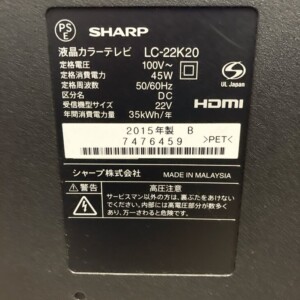 PS E
SHARP
液晶カラーテレビ LC-22K20
定格電圧 100V~
定格消費電力 45W
定格周波数 50/60Hz
区分名 DC
受信機型サイズ 22V
年間消費電力量 35kWh/年
UL Japan
HDMI
2015年製 B
7476459
>PET<
シャープ株式会社
MADE IN MALAYSIA
警告
高圧注意
サービスマン以外の方は、裏ぶたをあけないで
ください。内部には高電圧部分が数多く
あり、万一さわると危険です。